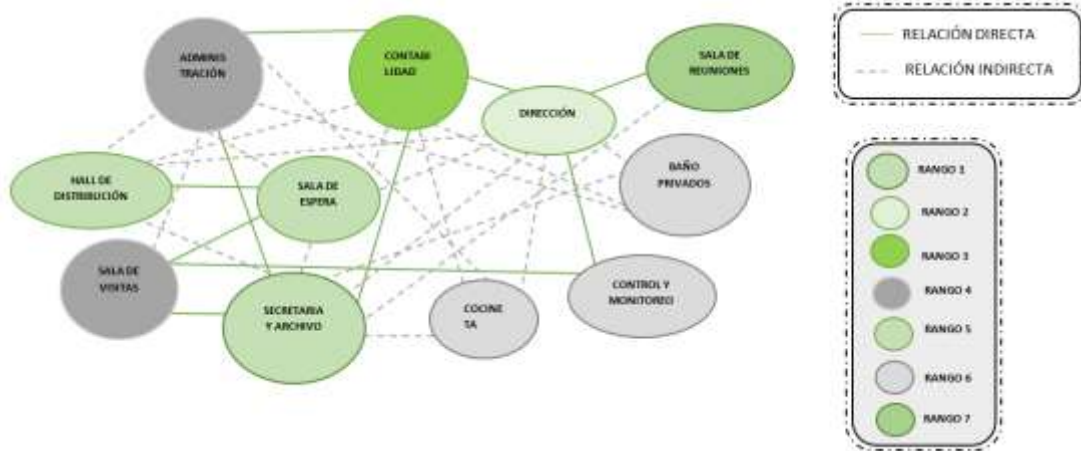 ADMINIS
TRACIÓN
CONTABI
LIDAD
SALA DE
REUNIONES
DIRECCIÓN
HALL DE
DISTRIBUCIÓN
SALA DE
ESPERA
BAÑO
PRIVADOS
SALA DE
VISITAS
SECRETARIA
Y ARCHIVO
COCINE
TA
CONTROL Y
MONITOREO
RELACIÓN DIRECTA
RELACIÓN INDIRECTA
RANGO 1
RANGO 2
RANGO 3
RANGO 4
RANGO 5
RANGO 6
RANGO 7